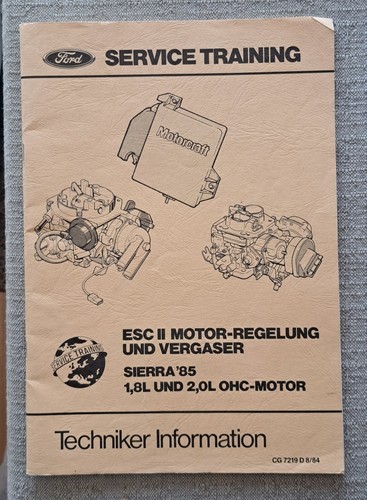 Ford SERVICE TRAINING
Motorcraft
ESC II MOTOR-REGELUNG
UND VERGASER
SERVICE TRAINING
SIERRA'85
1,8L UND 2,0L OHC-MOTOR
Techniker Information
CG 7219 D 8/84